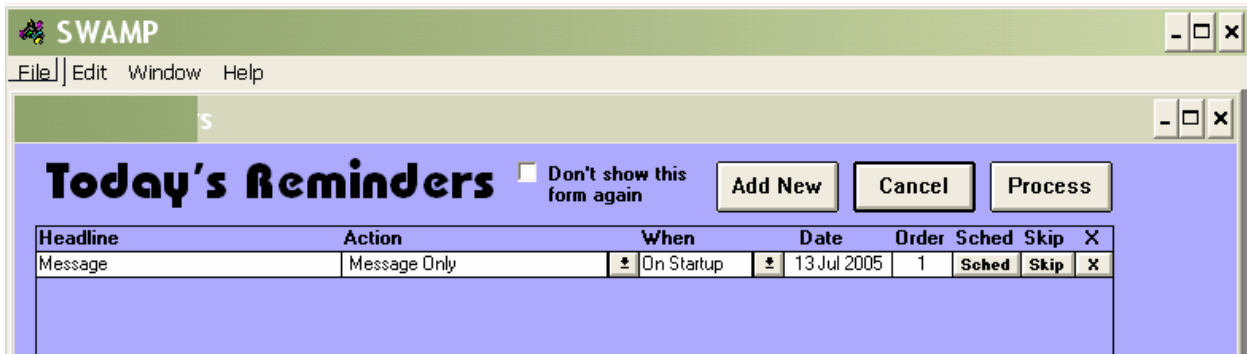 SWAMP
File Edit Window Help
Today's Reminders
Don't show this
form again
Add New Cancel Process
Headline Action When Date Order Sched Skip X
Message Message Only On Startup 13 Jul 2005 1 Sched Skip X